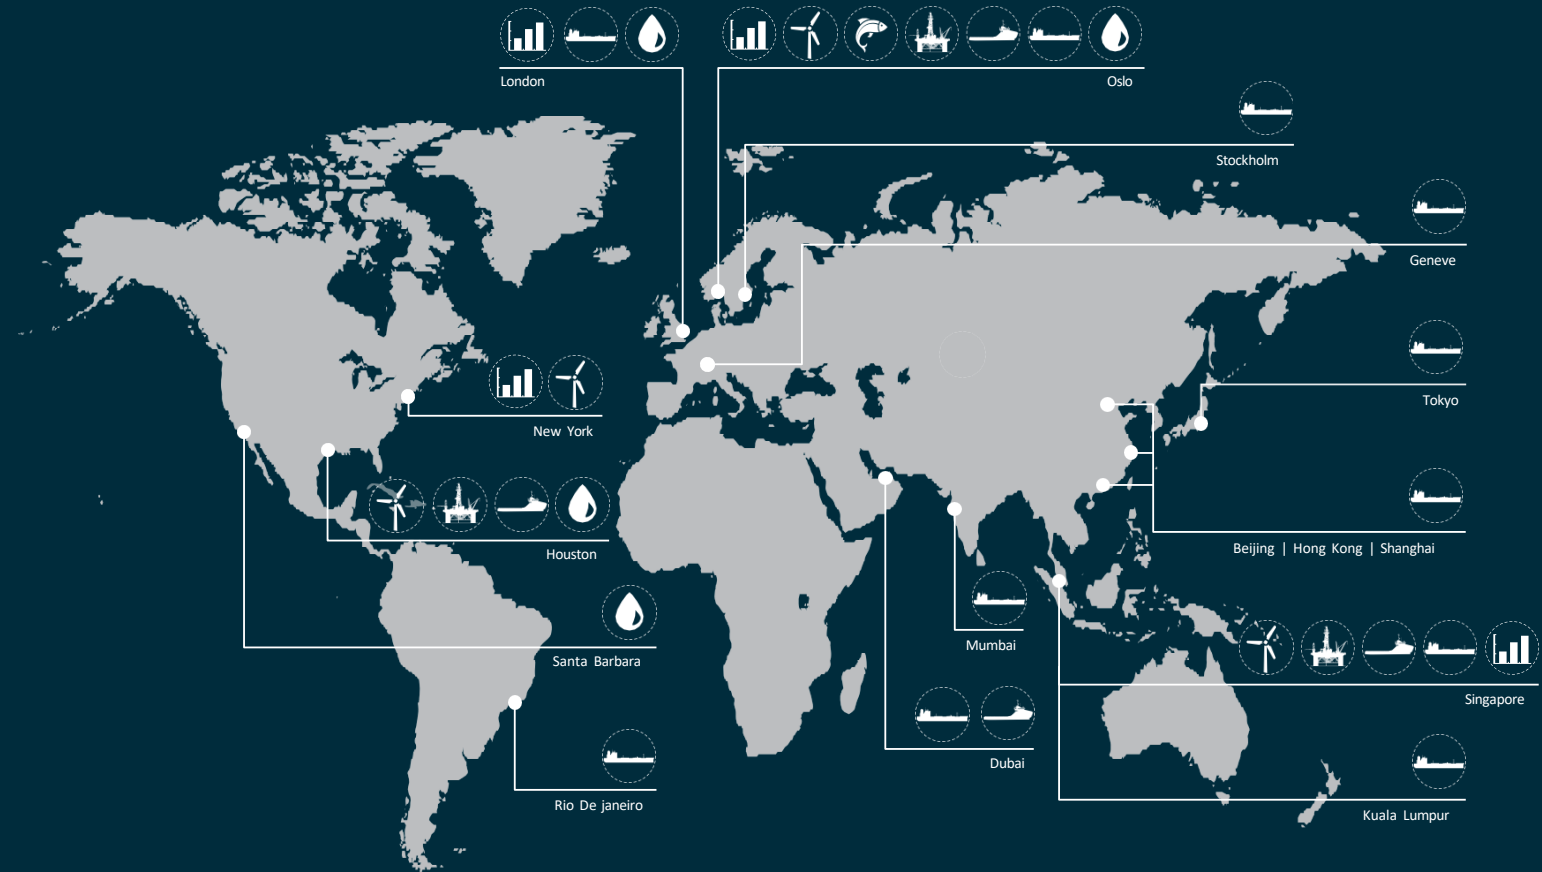 London
Oslo
Stockholm
Geneve
Tokyo
New York
Beijing | Hong Kong | Shanghai
Houston
Mumbai
Santa Barbara
Singapore
Dubai
Rio De janeiro
Kuala Lumpur